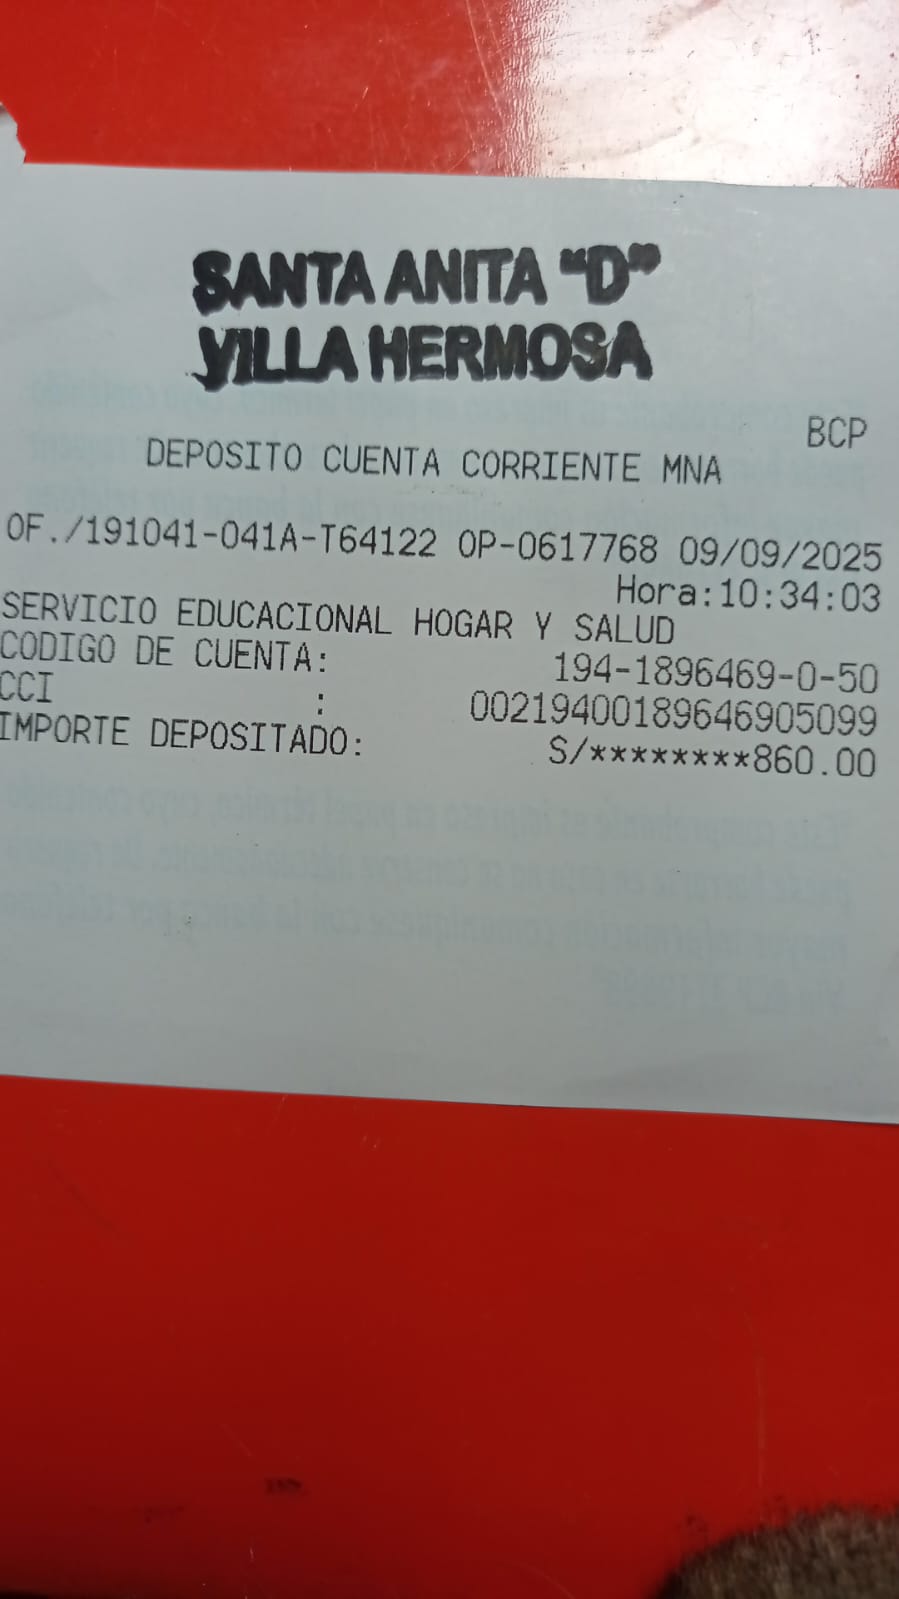 SANTA ANITA “D”
VILLA HERMOSA
BCP
DEPOSITO CUENTA CORRIENTE MNA
OF./191041-041A-T64122 OP-0617768 09/09/2025
Hora:10:34:03
SERVICIO EDUCACIONAL HOGAR Y SALUD
CODIGO DE CUENTA: 194-1896469-0-50
CCI : 00219400189646905099
IMPORTE DEPOSITADO: S/********860.00